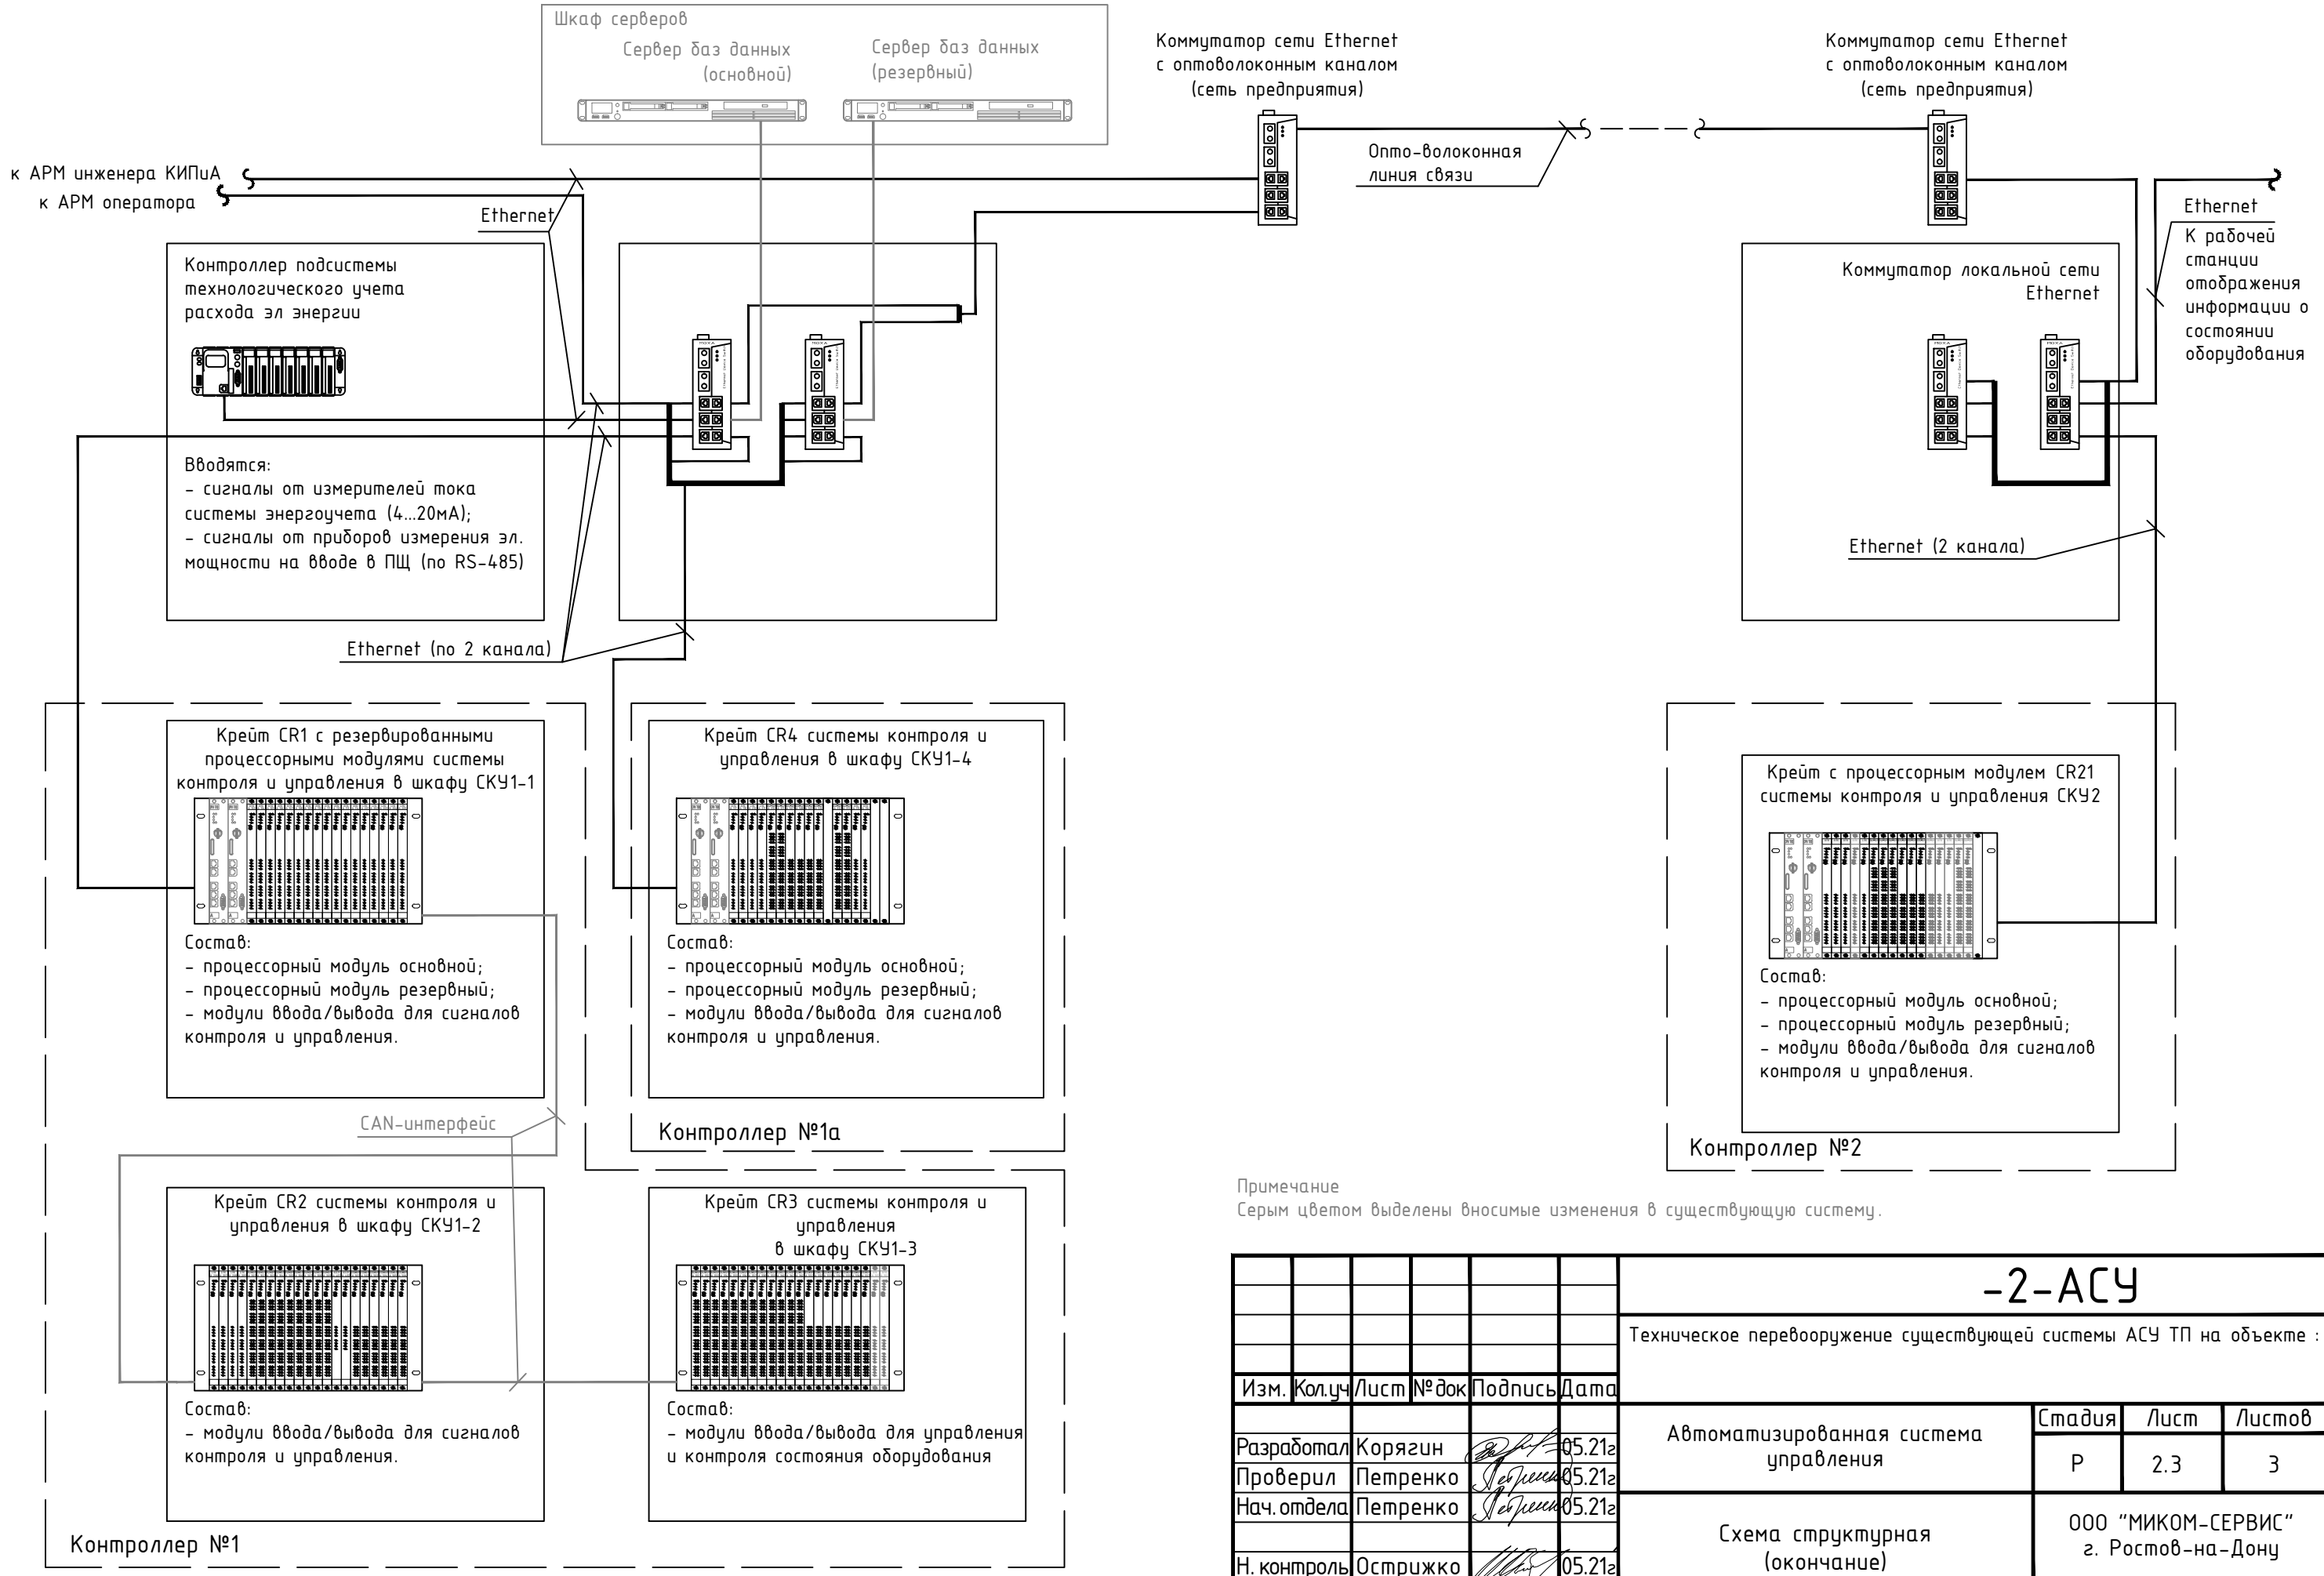 Шкаф серверов
Сервер баз данных
(основной)
Сервер баз данных
(резервный)
Коммутатор сети Ethernet
с оптоволоконным каналом
(сеть предприятия)
Коммутатор сети Ethernet
с оптоволоконным каналом
(сеть предприятия)
Опто-волоконная
линия связи
к АРМ инженера КИПиА
к АРМ оператора
Ethernet
Ethernet
К рабочей
станции
отображения
информации о
состоянии
оборудования
Контроллер подсистемы
технологического учета
расхода эл энергии
Вводятся:
- сигналы от измерителей тока
системы энергоучета (4...20мА);
- сигналы от приборов измерения эл.
мощности на вводе в ПЩ (по RS-485)
Коммутатор локальной сети
Ethernet
Ethernet (2 канала)
Ethernet (по 2 канала)
Крейт CR1 с резервированными
процессорными модулями системы
контроля и управления в шкафу СКУ1-1
Состав:
- процессорный модуль основной;
- процессорный модуль резервный;
- модули ввода/вывода для сигналов
контроля и управления.
Крейт CR4 системы контроля и
управления в шкафу СКУ1-4
Состав:
- процессорный модуль основной;
- процессорный модуль резервный;
- модули ввода/вывода для сигналов
контроля и управления.
Контроллер №1а
Крейт с процессорным модулем CR21
системы контроля и управления СКУ2
Состав:
- процессорный модуль основной;
- процессорный модуль резервный;
- модули ввода/вывода для сигналов
контроля и управления.
Контроллер №2
CAN-интерфейс
Крейт CR2 системы контроля и
управления в шкафу СКУ1-2
Состав:
- модули ввода/вывода для сигналов
контроля и управления.
Крейт CR3 системы контроля и
управления
в шкафу СКУ1-3
Состав:
- модули ввода/вывода для управления
и контроля состояния оборудования
Контроллер №1
Примечание
Серым цветом выделены вносимые изменения в существующую систему.
-2-АСУ
Техническое перевооружение существующей системы АСУ ТП на объекте :
Изм. Кол.уч Лист №док Подпись Дата
Разработал Корягин 05.21г
Проверил Петренко 05.21г
Нач. отдела Петренко 05.21г
Н. контроль Острижко 05.21г
Автоматизированная система
управления
Стадия Лист Листов
Р 2.3 3
Схема структурная
(окончание)
ООО "МИКОМ-СЕРВИС"
г. Ростов-на-Дону